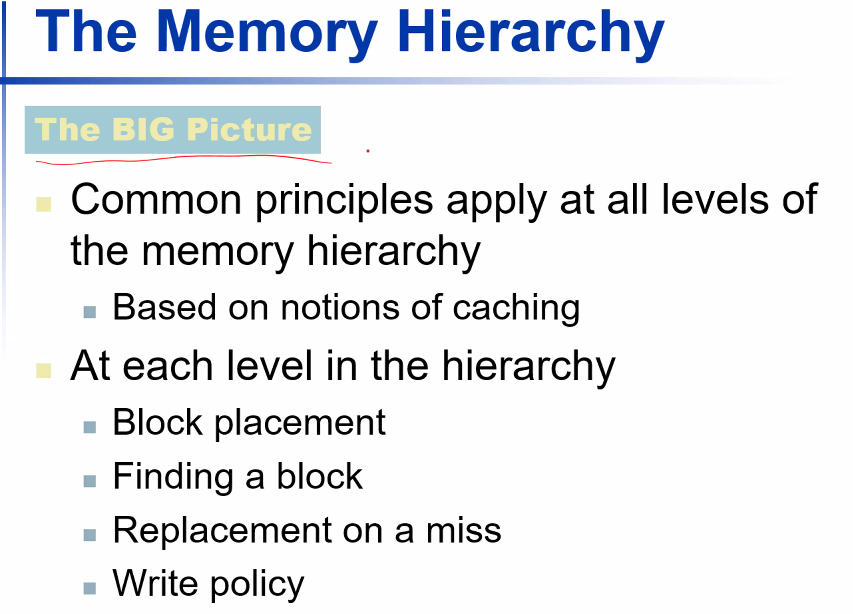 The Memory Hierarchy
The BIG Picture
Common principles apply at all levels of
the memory hierarchy
Based on notions of caching
At each level in the hierarchy
Block placement
Finding a block
Replacement on a miss
Write policy